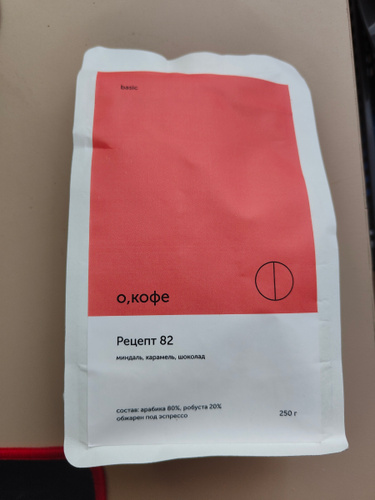 basic
о,кофе
Рецепт 82
миндаль, карамель, шоколад
состав: арабика 80%, робуста 20%
обжарен под эспрессо
250 г